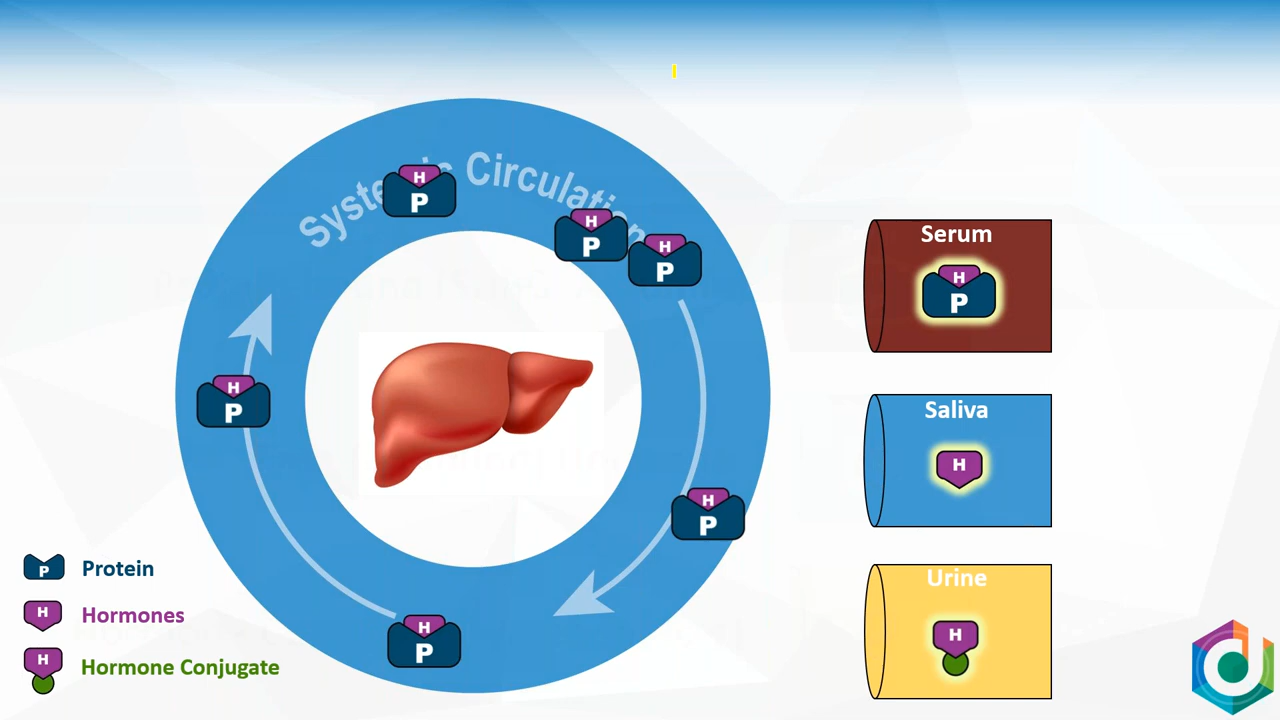 Systemic Circulation
H
P
H
P
H
P
H
P
H
P
H
P
Serum
H
P
Saliva
H
Urine
H
P Protein
H Hormones
H Hormone Conjugate